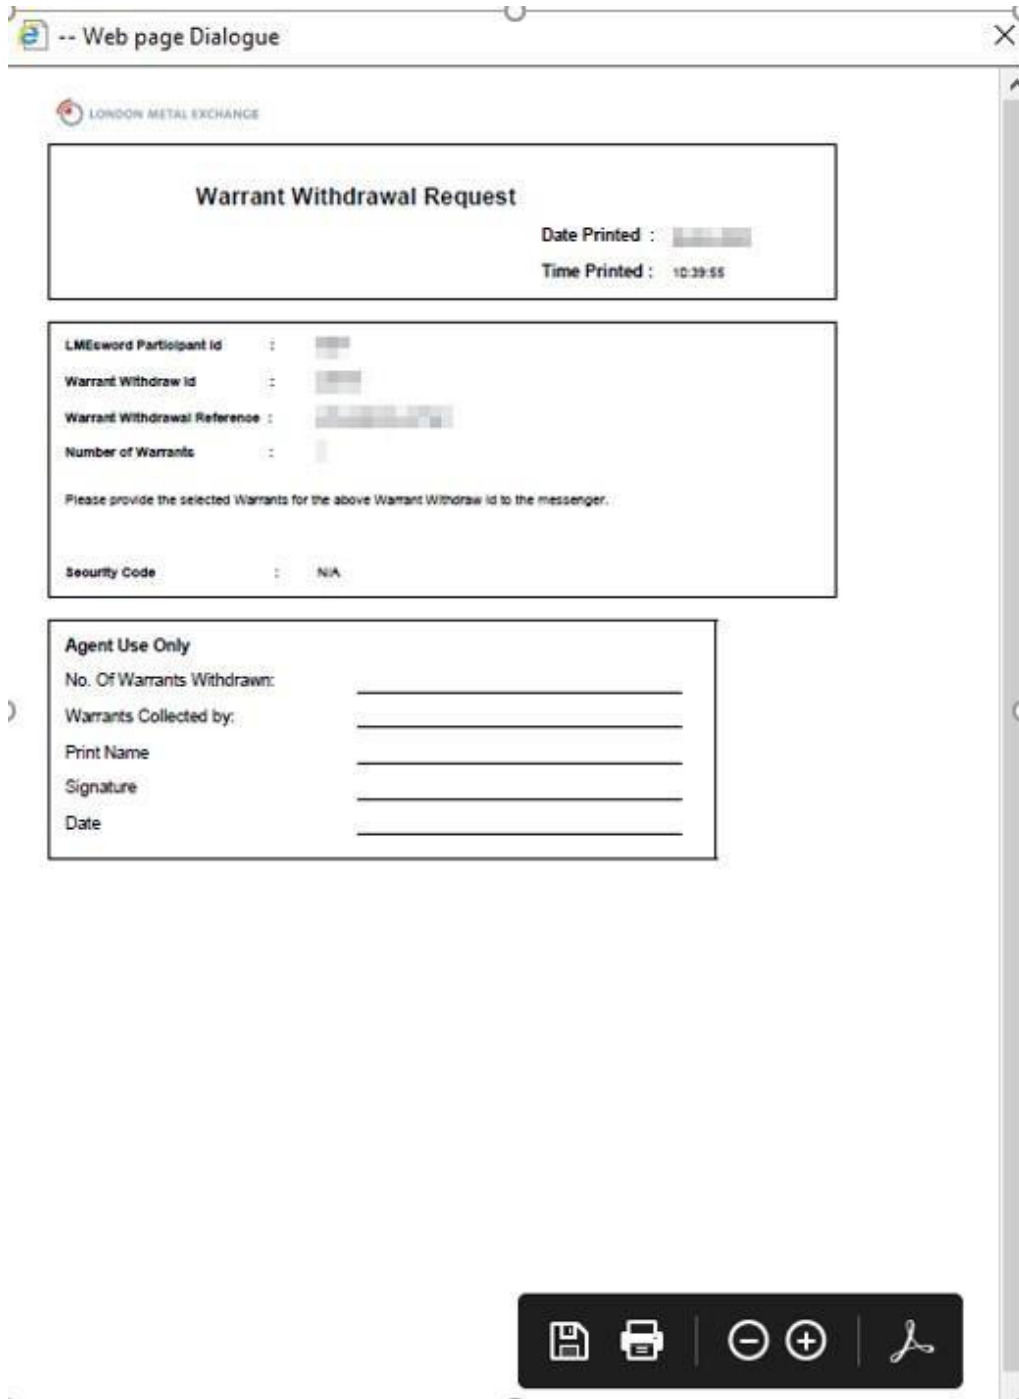 -- Web page Dialogue
LONDON METAL EXCHANGE
Warrant Withdrawal Request
Date Printed :
Time Printed : 10:39:55
LMEsword Participant Id :
Warrant Withdraw Id :
Warrant Withdrawal Reference :
Number of Warrants :
Please provide the selected Warrants for the above Warrant Withdraw Id to the messenger.
Security Code : N/A
Agent Use Only
No. Of Warrants Withdrawn:
Warrants Collected by:
Print Name
Signature
Date